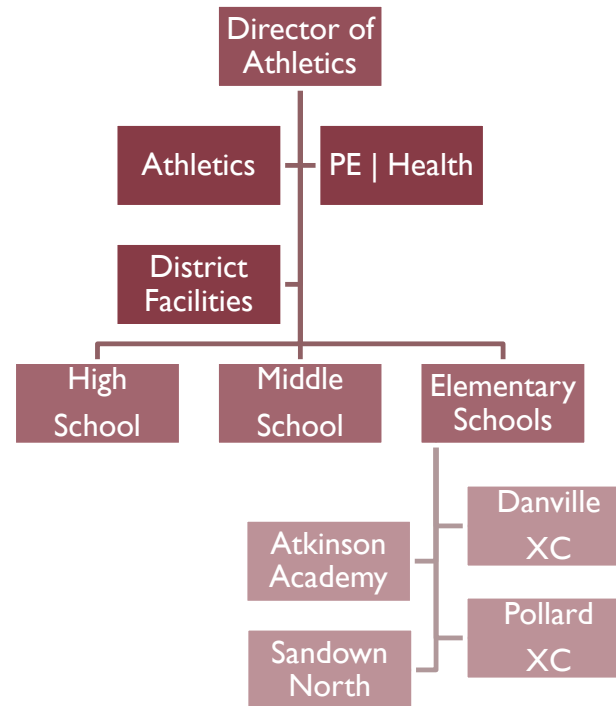 Director of
Athletics
Athletics
PE | Health
District
Facilities
High
School
Middle
School
Elementary
Schools
Atkinson
Academy
Danville
XC
Sandown
North
Pollard
XC